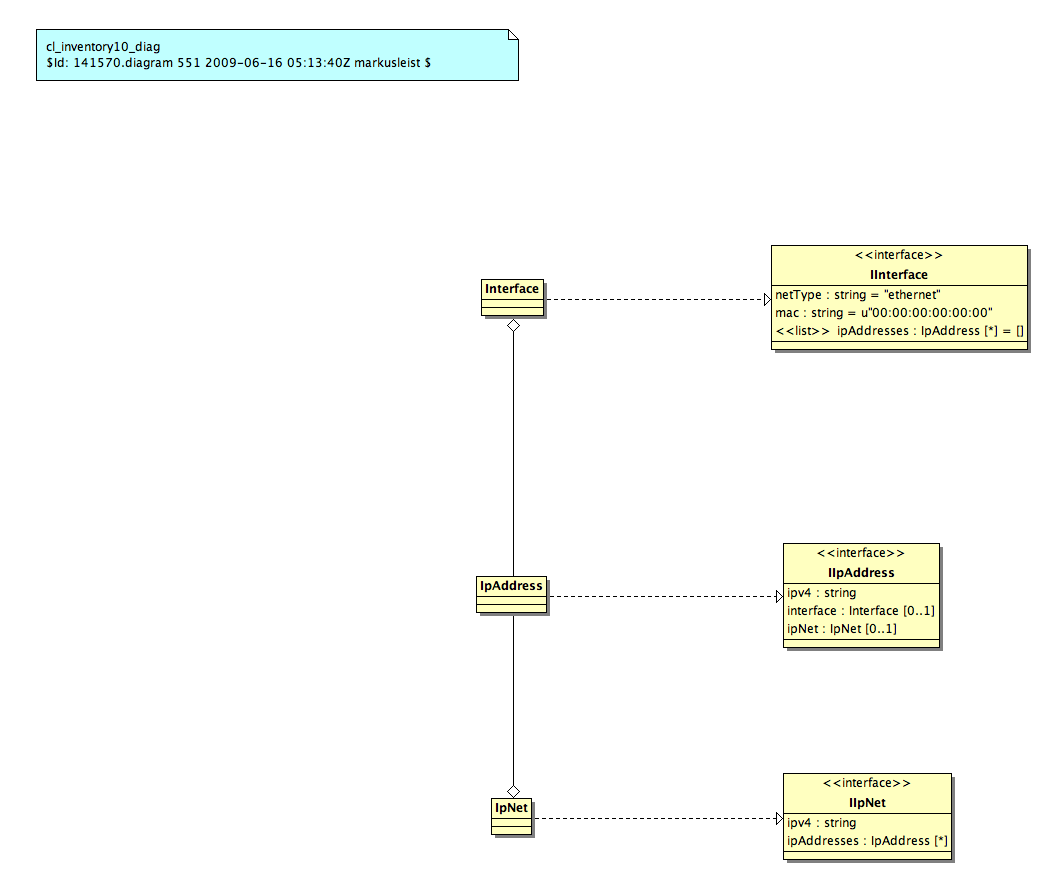 cl_inventory10_diag
$Id: 141570.diagram 551 2009-06-16 05:13:40Z markusleist $
Interface
<<interface>>
IInterface
netType : string = "ethernet"
mac : string = u"00:00:00:00:00:00"
<<list>> ipAddresses : IpAddress [*] = []
IpAddress
<<interface>>
IIpAddress
ipv4 : string
interface : Interface [0..1]
ipNet : IpNet [0..1]
IpNet
<<interface>>
IIpNet
ipv4 : string
ipAddresses : IpAddress [*]